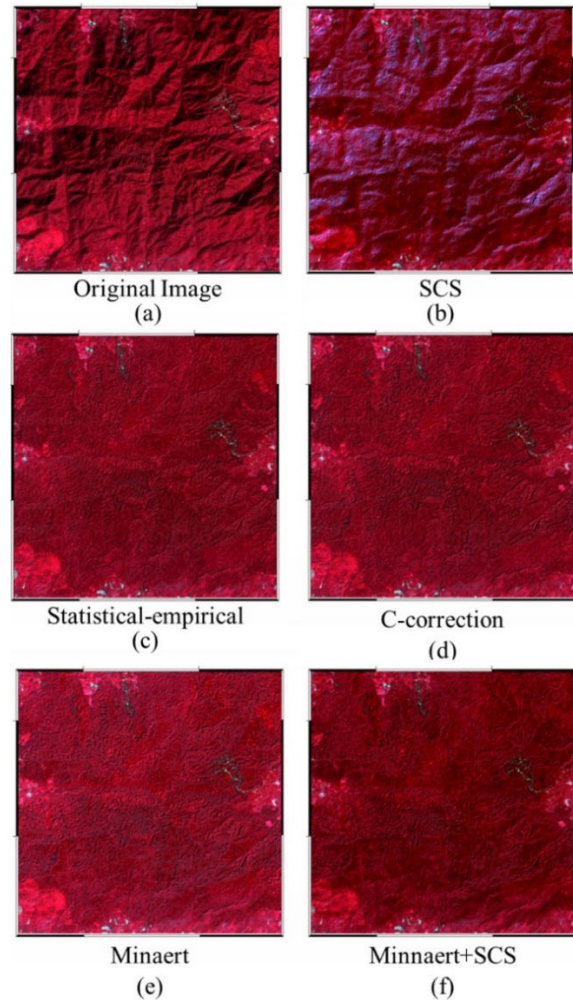 Original Image
(a)
SCS
(b)
Statistical-empirical
(c)
C-correction
(d)
Minaert
(e)
Minnaert+SCS
(f)